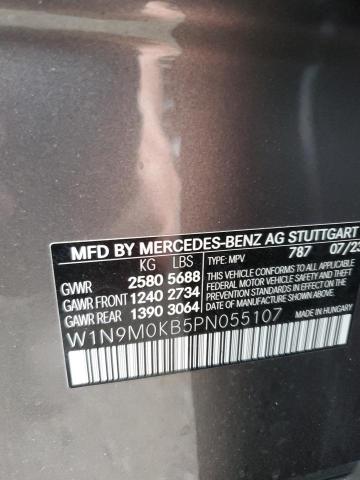 MFD BY MERCEDES-BENZ AG STUTTGART
KG LBS 787 07/23
GVWR 2580 5688 TYPE: MPV
GAWR FRONT 1240 2734
GAWR REAR 1390 3064
THIS VEHICLE CONFORMS TO ALL APPLICABLE
FEDERAL MOTOR VEHICLE SAFETY AND THEFT
PREVENTION STANDARDS IN EFFECT ON THE
DATE OF MANUFACTURE SHOWN ABOVE.
W1N9M0KB5PN055107 MADE IN HUNGARY